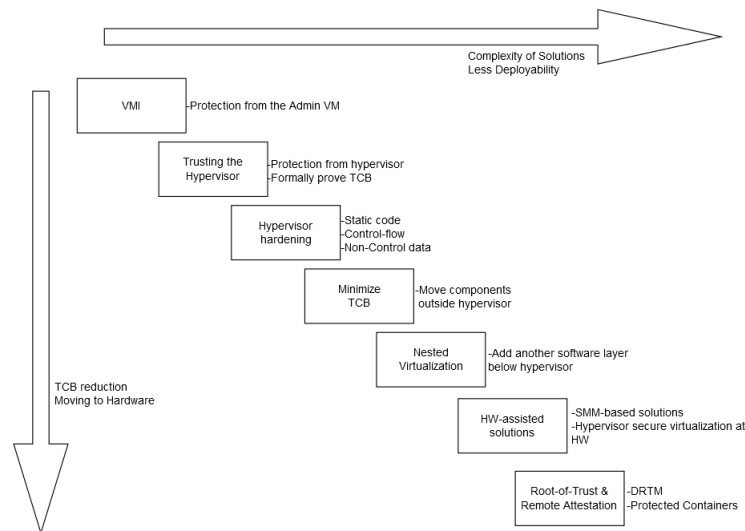 Complexity of Solutions
Less Deployability
VMI
-Protection from the Admin VM
Trusting the
Hypervisor
-Protection from hypervisor
-Formally prove TCB
Hypervisor
hardening
-Static code
-Control-flow
-Non-Control data
Minimize
TCB
-Move components
outside hypervisor
Nested
Virtualization
-Add another software layer
below hypervisor
TCB reduction
Moving to Hardware
HW-assisted
solutions
-SMM-based solutions
-Hypervisor secure virtualization at
HW
Root-of-Trust &
Remote Attestation
-DRTM
-Protected Containers